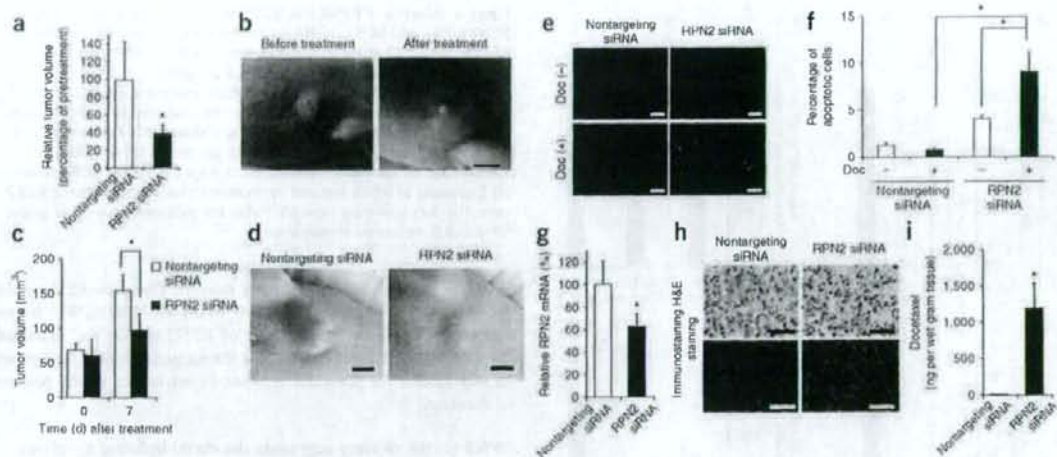 a
Relative tumor volume
(percentage of pretreatment)
140
120
100
80
60
40
20
0
*
Nontargeting
siRNA
RPN2 siRNA
b
Before treatment
After treatment
c
Tumor volume (mm3)
200
150
100
50
0
*
Nontargeting
siRNA
RPN2 siRNA
0
7
Time (d) after treatment
d
Nontargeting siRNA
RPN2 siRNA
e
Nontargeting
siRNA
RPN2 siRNA
Doc (–)
Doc (+)
f
Percentage of
apoptotic cells
15
10
5
0
*
*
Doc
–
+
–
+
Nontargeting
siRNA
RPN2
siRNA
g
Relative RPN2 mRNA (%)
120
100
80
60
40
20
0
*
Nontargeting
siRNA
RPN2
siRNA
h
Nontargeting
siRNA
RPN2 siRNA
Immunostaining H&E
staining
i
Docetaxel
(ng per wet gram tissue)
2,000
1,500
1,000
500
0
*
Nontargeting
siRNA
RPN2
siRNA